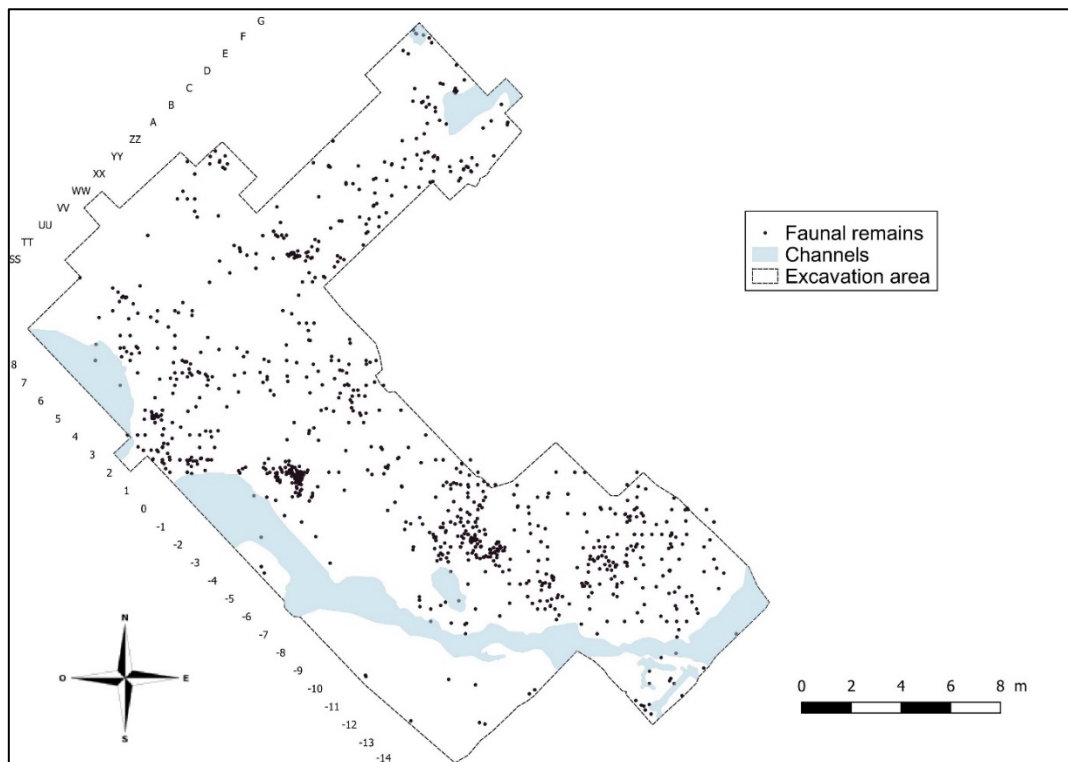 G
F
E
D
C
B
A
ZZ
YY
XX
WW
VV
UU
TT
SS
Faunal remains
Channels
Excavation area
8
7
6
5
4
3
2
1
0
-1
-2
-3
-4
-5
-6
-7
-8
-9
-10
-11
-12
-13
-14
N
O E
S
0 2 4 6 8 m